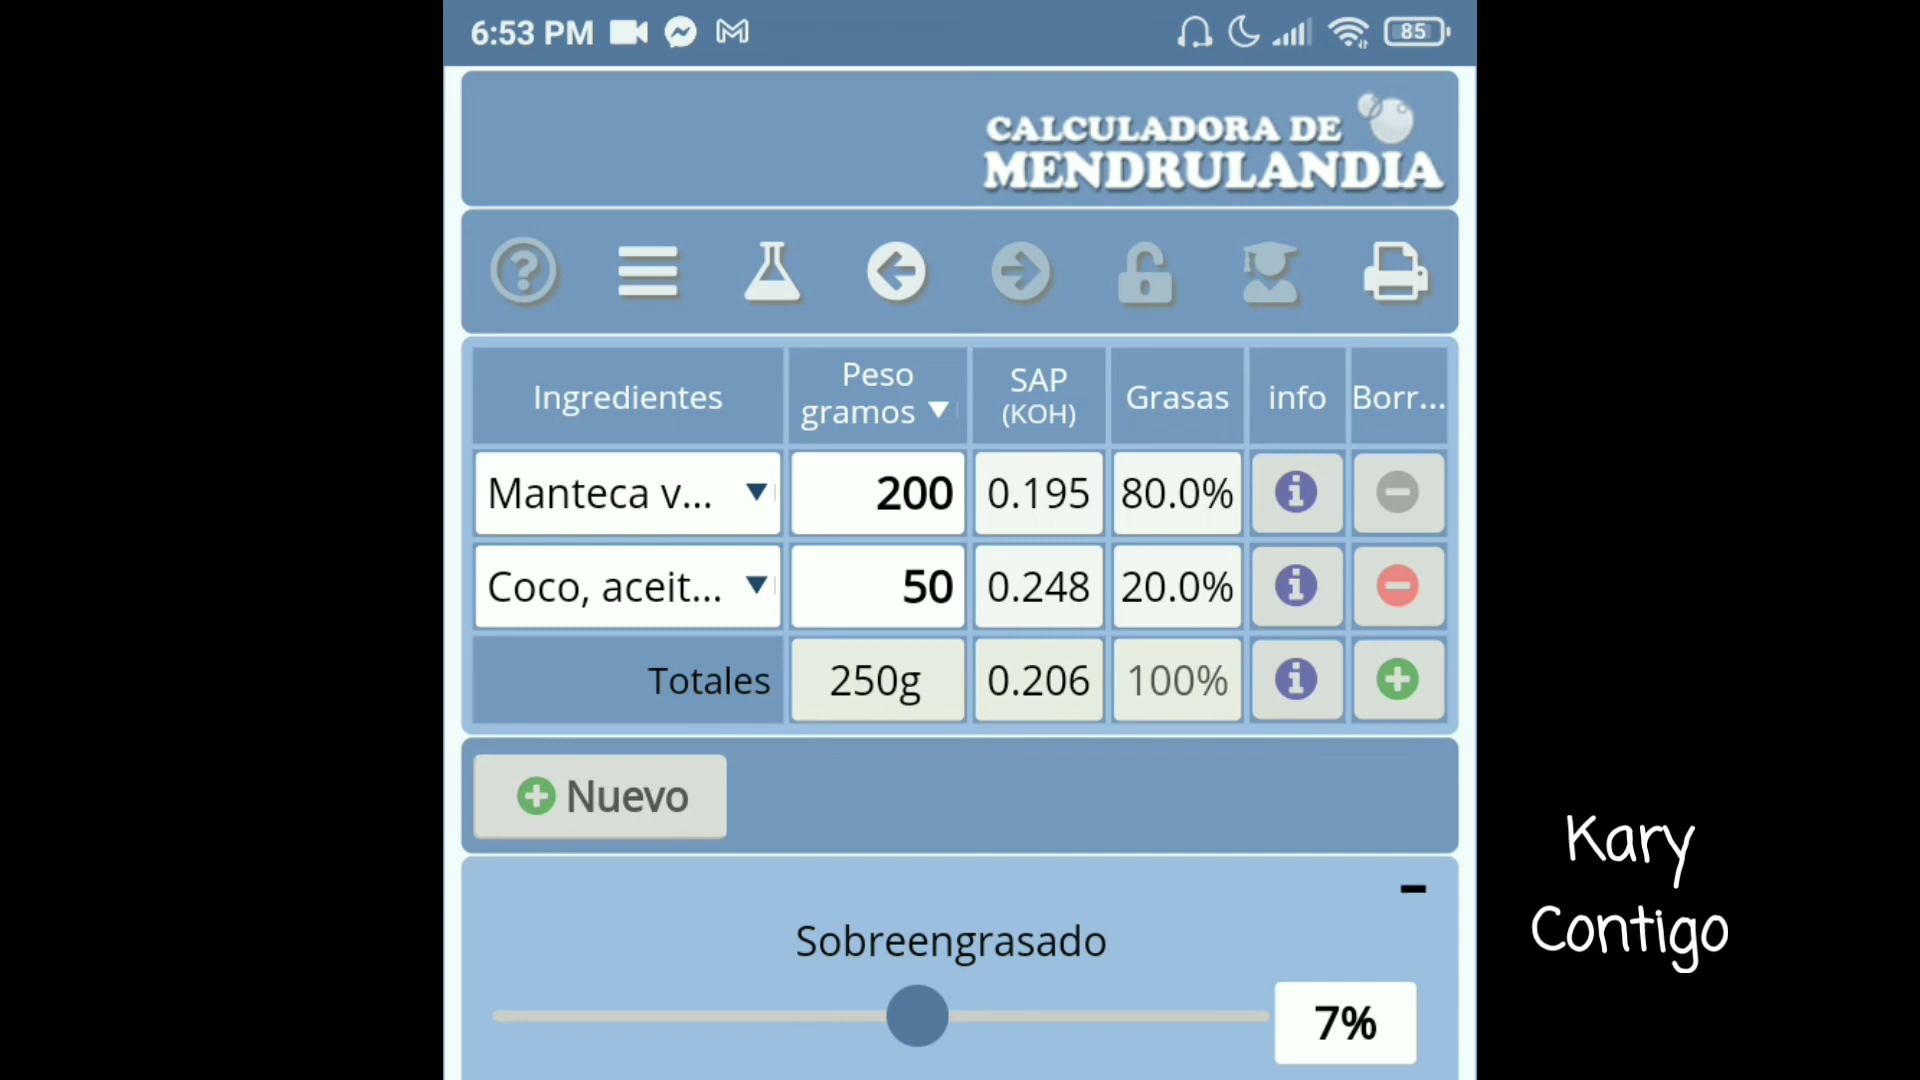 6:53 PM
85
CALCULADORA DE
MENDRULANDIA
Ingredientes
Peso
gramos
SAP
(KOH)
Grasas
info
Borr...
Manteca v...
200
0.195
80.0%
Coco, aceit...
50
0.248
20.0%
Totales
250g
0.206
100%
Nuevo
Sobreengrasado
7%
Kary
Contigo